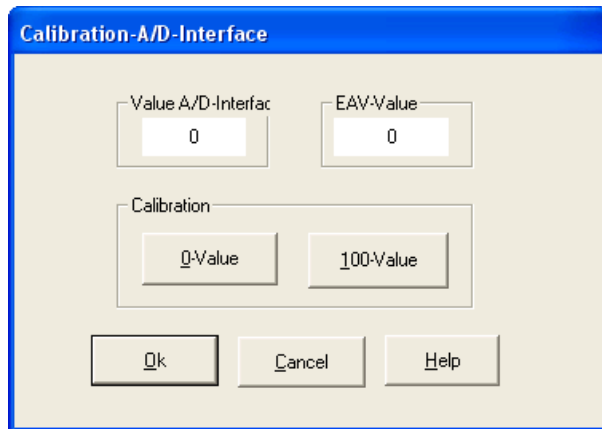 Calibration-A/D-Interface
Value A/D-Interfac
EAV-Value
0
0
Calibration
0-Value
100-Value
Ok
Cancel
Help